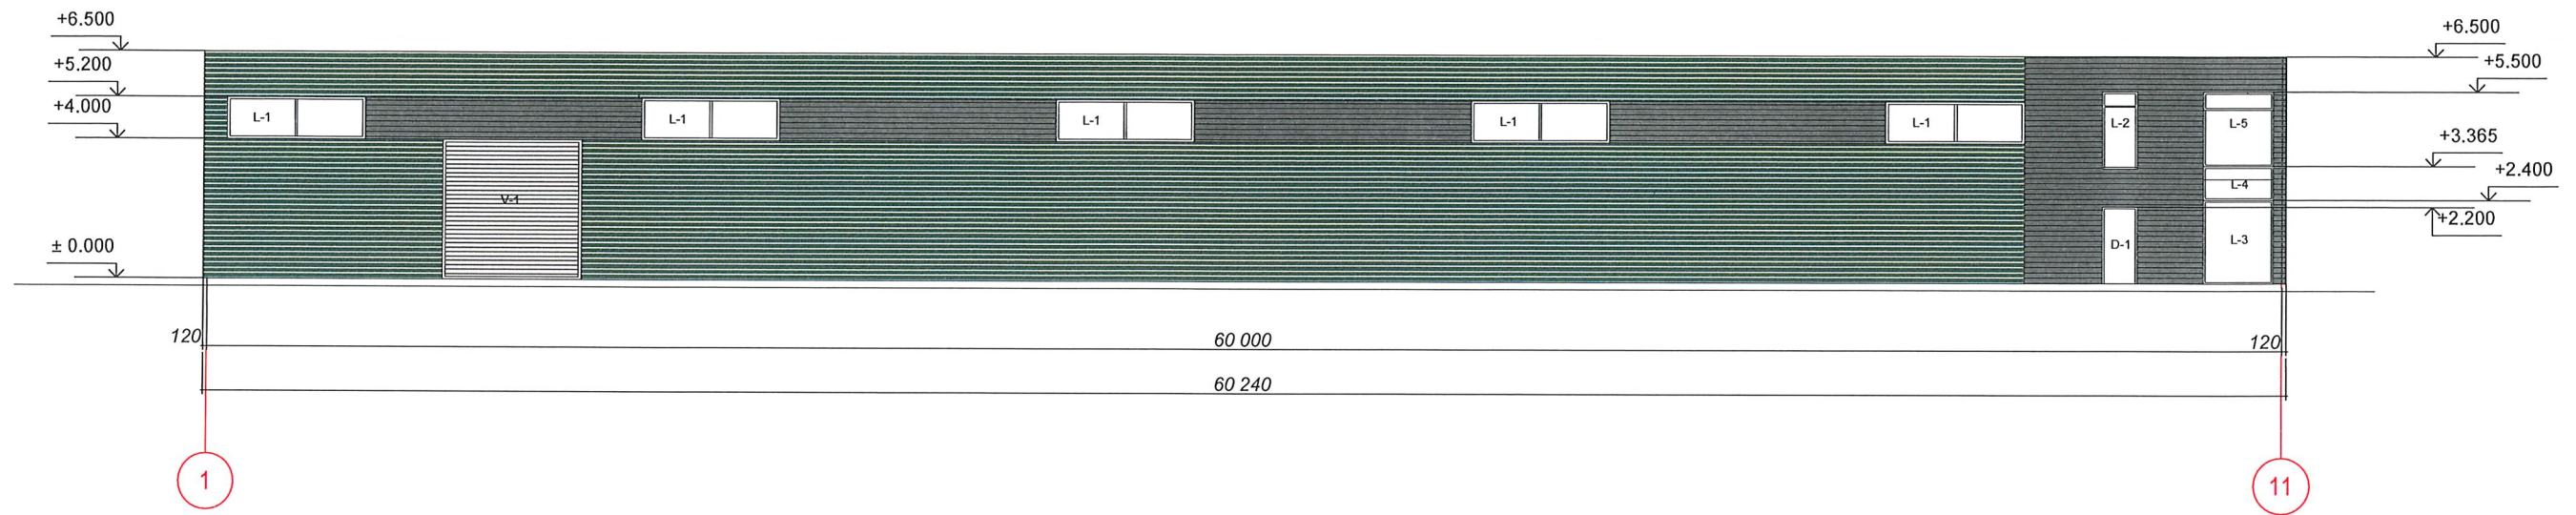 +6.500
+5.200
+4.000
± 0.000
+6.500
+5.500
+3.365
+2.400
+2.200
L-1
L-1
L-1
L-1
L-1
L-2
L-5
L-4
V-1
D-1
L-3
120
60 000
120
60 240
1
11